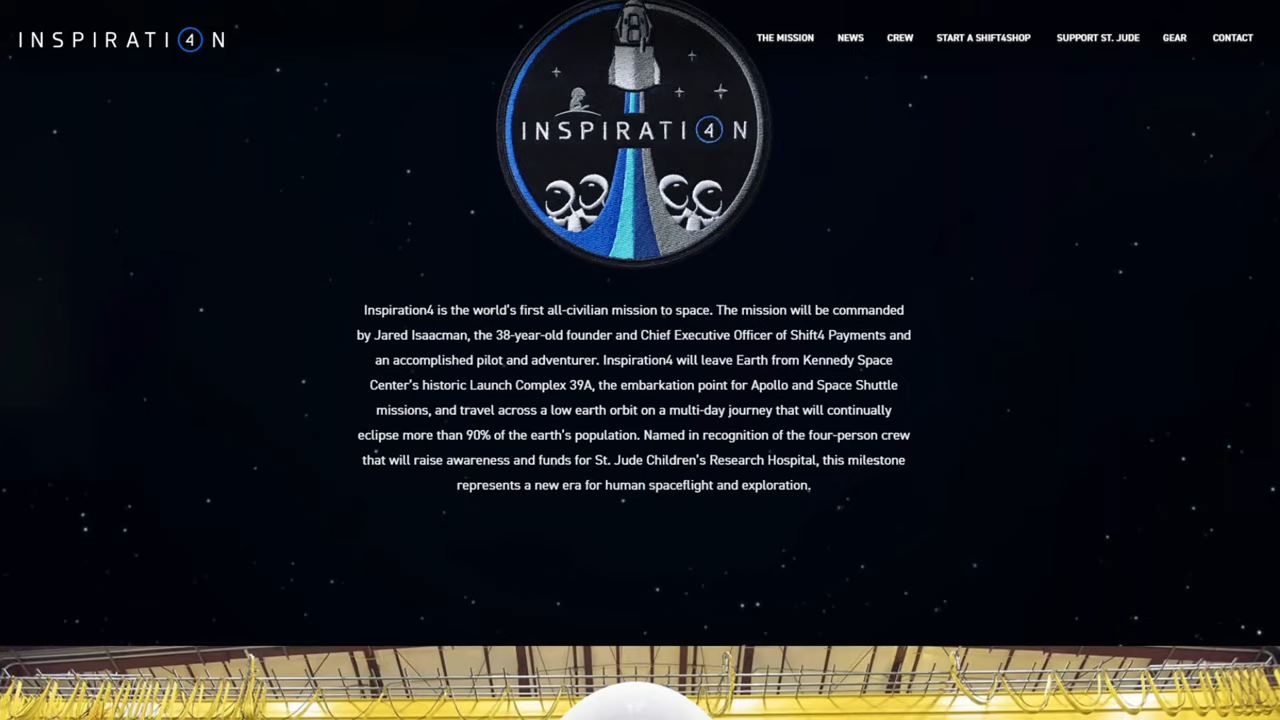 INSPIRATI4N
THE MISSION NEWS CREW START A SHIFT4SHOP SUPPORT ST. JUDE GEAR CONTACT
INSPIRATI4N
Inspiration4 is the world's first all-civilian mission to space. The mission will be commanded
by Jared Isaacman, the 38-year-old founder and Chief Executive Officer of Shift4 Payments and
an accomplished pilot and adventurer. Inspiration4 will leave Earth from Kennedy Space
Center's historic Launch Complex 39A, the embarkation point for Apollo and Space Shuttle
missions, and travel across a low earth orbit on a multi-day journey that will continually
eclipse more than 90% of the earth's population. Named in recognition of the four-person crew
that will raise awareness and funds for St. Jude Children's Research Hospital, this milestone
represents a new era for human spaceflight and exploration.